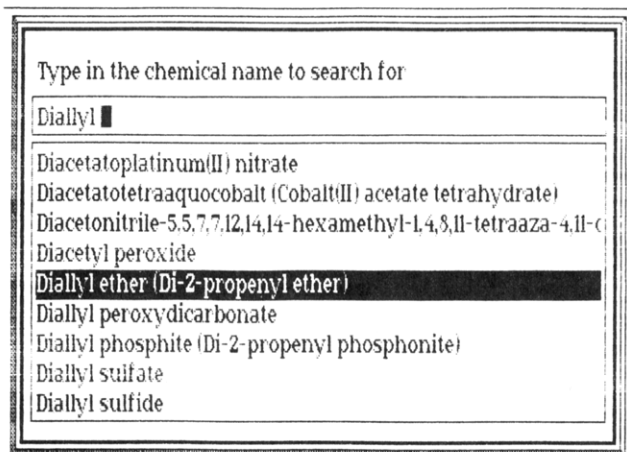 Type in the chemical name to search for
Diallyl
Diacetatoplatinum(II) nitrate
Diacetatotetraaquocobalt (Cobalt(II) acetate tetrahydrate)
Diacetonitrile-5,5,7,7,12,14,14-hexamethyl-1,4,8,11-tetraaza-4,11-c
Diacetyl peroxide
Diallyl ether (Di-2-propenyl ether)
Diallyl peroxydicarbonate
Diallyl phosphite (Di-2-propenyl phosphonite)
Diallyl sulfate
Diallyl sulfide